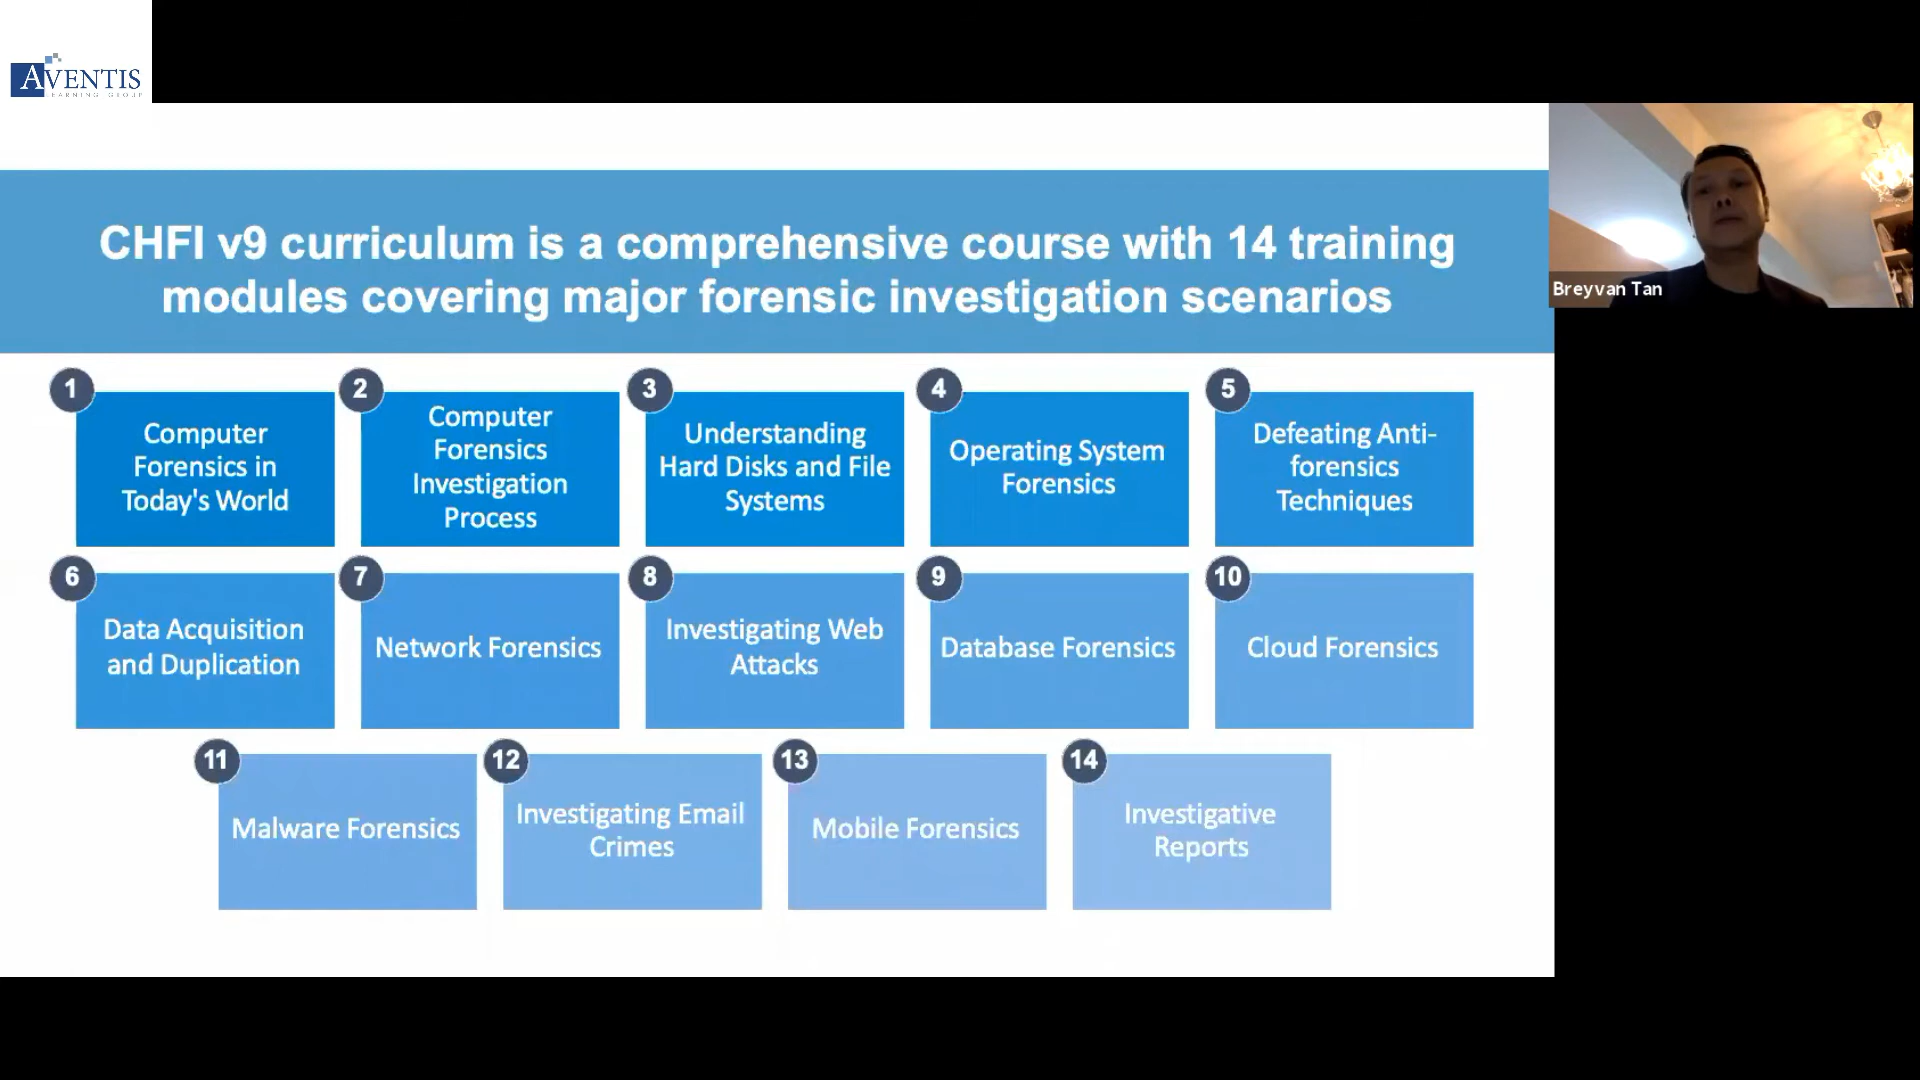 AVENTIS
LEARNING GROUP
CHFI v9 curriculum is a comprehensive course with 14 training
modules covering major forensic investigation scenarios
Breyvan Tan
1
Computer
Forensics in
Today's World
2
Computer
Forensics
Investigation
Process
3
Understanding
Hard Disks and File
Systems
4
Operating System
Forensics
5
Defeating Anti-
forensics
Techniques
6
Data Acquisition
and Duplication
7
Network Forensics
8
Investigating Web
Attacks
9
Database Forensics
10
Cloud Forensics
11
Malware Forensics
12
Investigating Email
Crimes
13
Mobile Forensics
14
Investigative
Reports